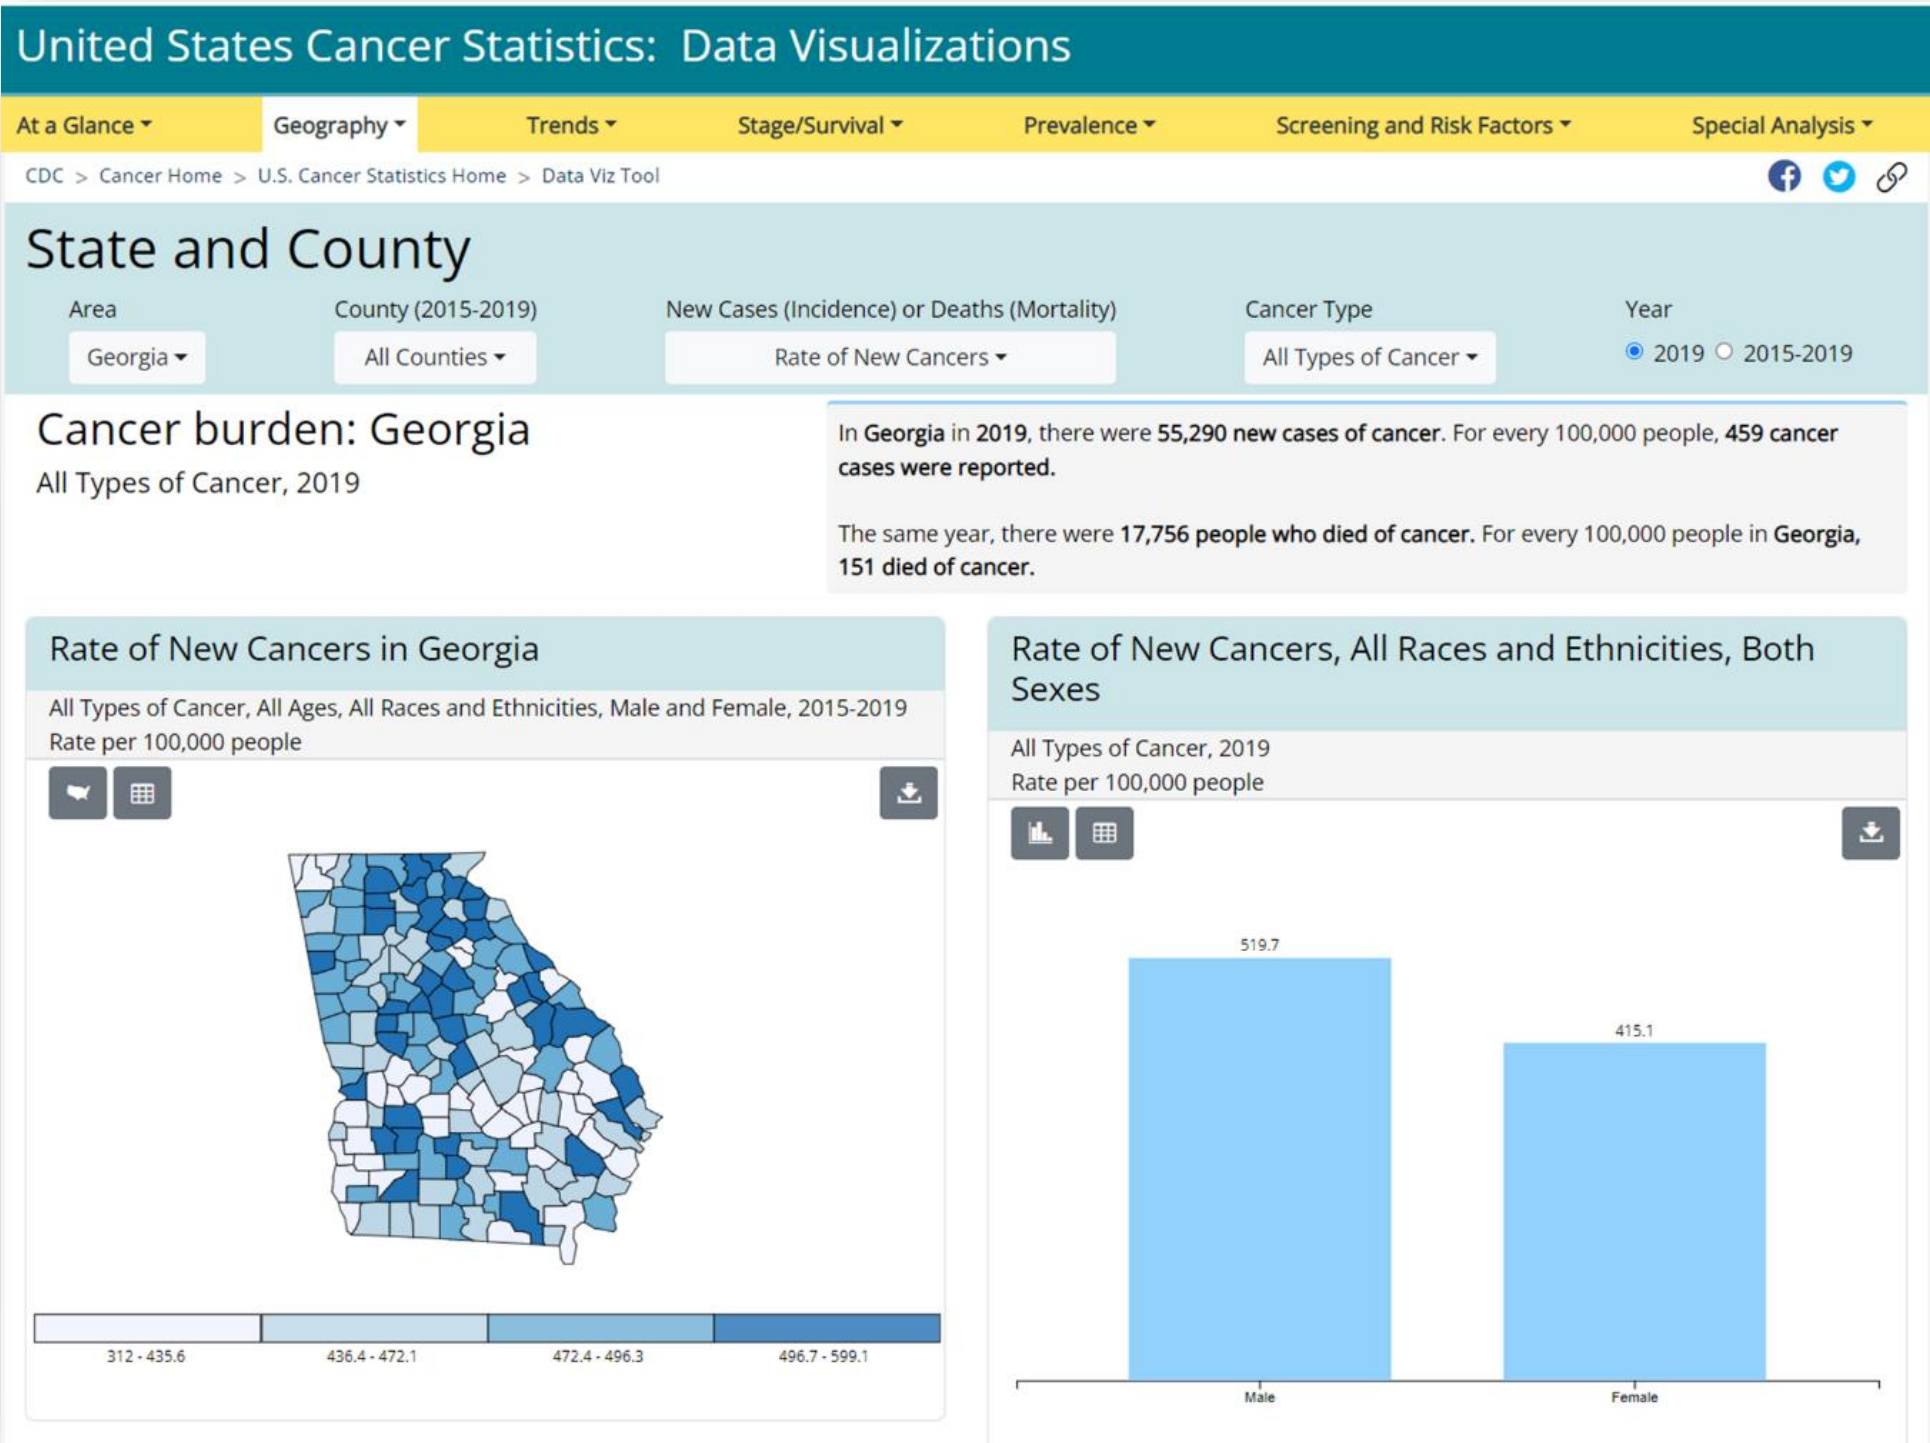 United States Cancer Statistics: Data Visualizations
At a Glance
Geography
Trends
Stage/Survival
Prevalence
Screening and Risk Factors
Special Analysis
CDC > Cancer Home > U.S. Cancer Statistics Home > Data Viz Tool
State and County
Area
County (2015-2019)
New Cases (Incidence) or Deaths (Mortality)
Cancer Type
Year
Georgia
All Counties
Rate of New Cancers
All Types of Cancer
2019
2015-2019
Cancer burden: Georgia
All Types of Cancer, 2019
In Georgia in 2019, there were 55,290 new cases of cancer. For every 100,000 people, 459 cancer
cases were reported.
The same year, there were 17,756 people who died of cancer. For every 100,000 people in Georgia,
151 died of cancer.
Rate of New Cancers in Georgia
All Types of Cancer, All Ages, All Races and Ethnicities, Male and Female, 2015-2019
Rate per 100,000 people
312 - 435.6
436.4 - 472.1
472.4 - 496.3
496.7 - 599.1
Rate of New Cancers, All Races and Ethnicities, Both
Sexes
All Types of Cancer, 2019
Rate per 100,000 people
519.7
415.1
Male
Female